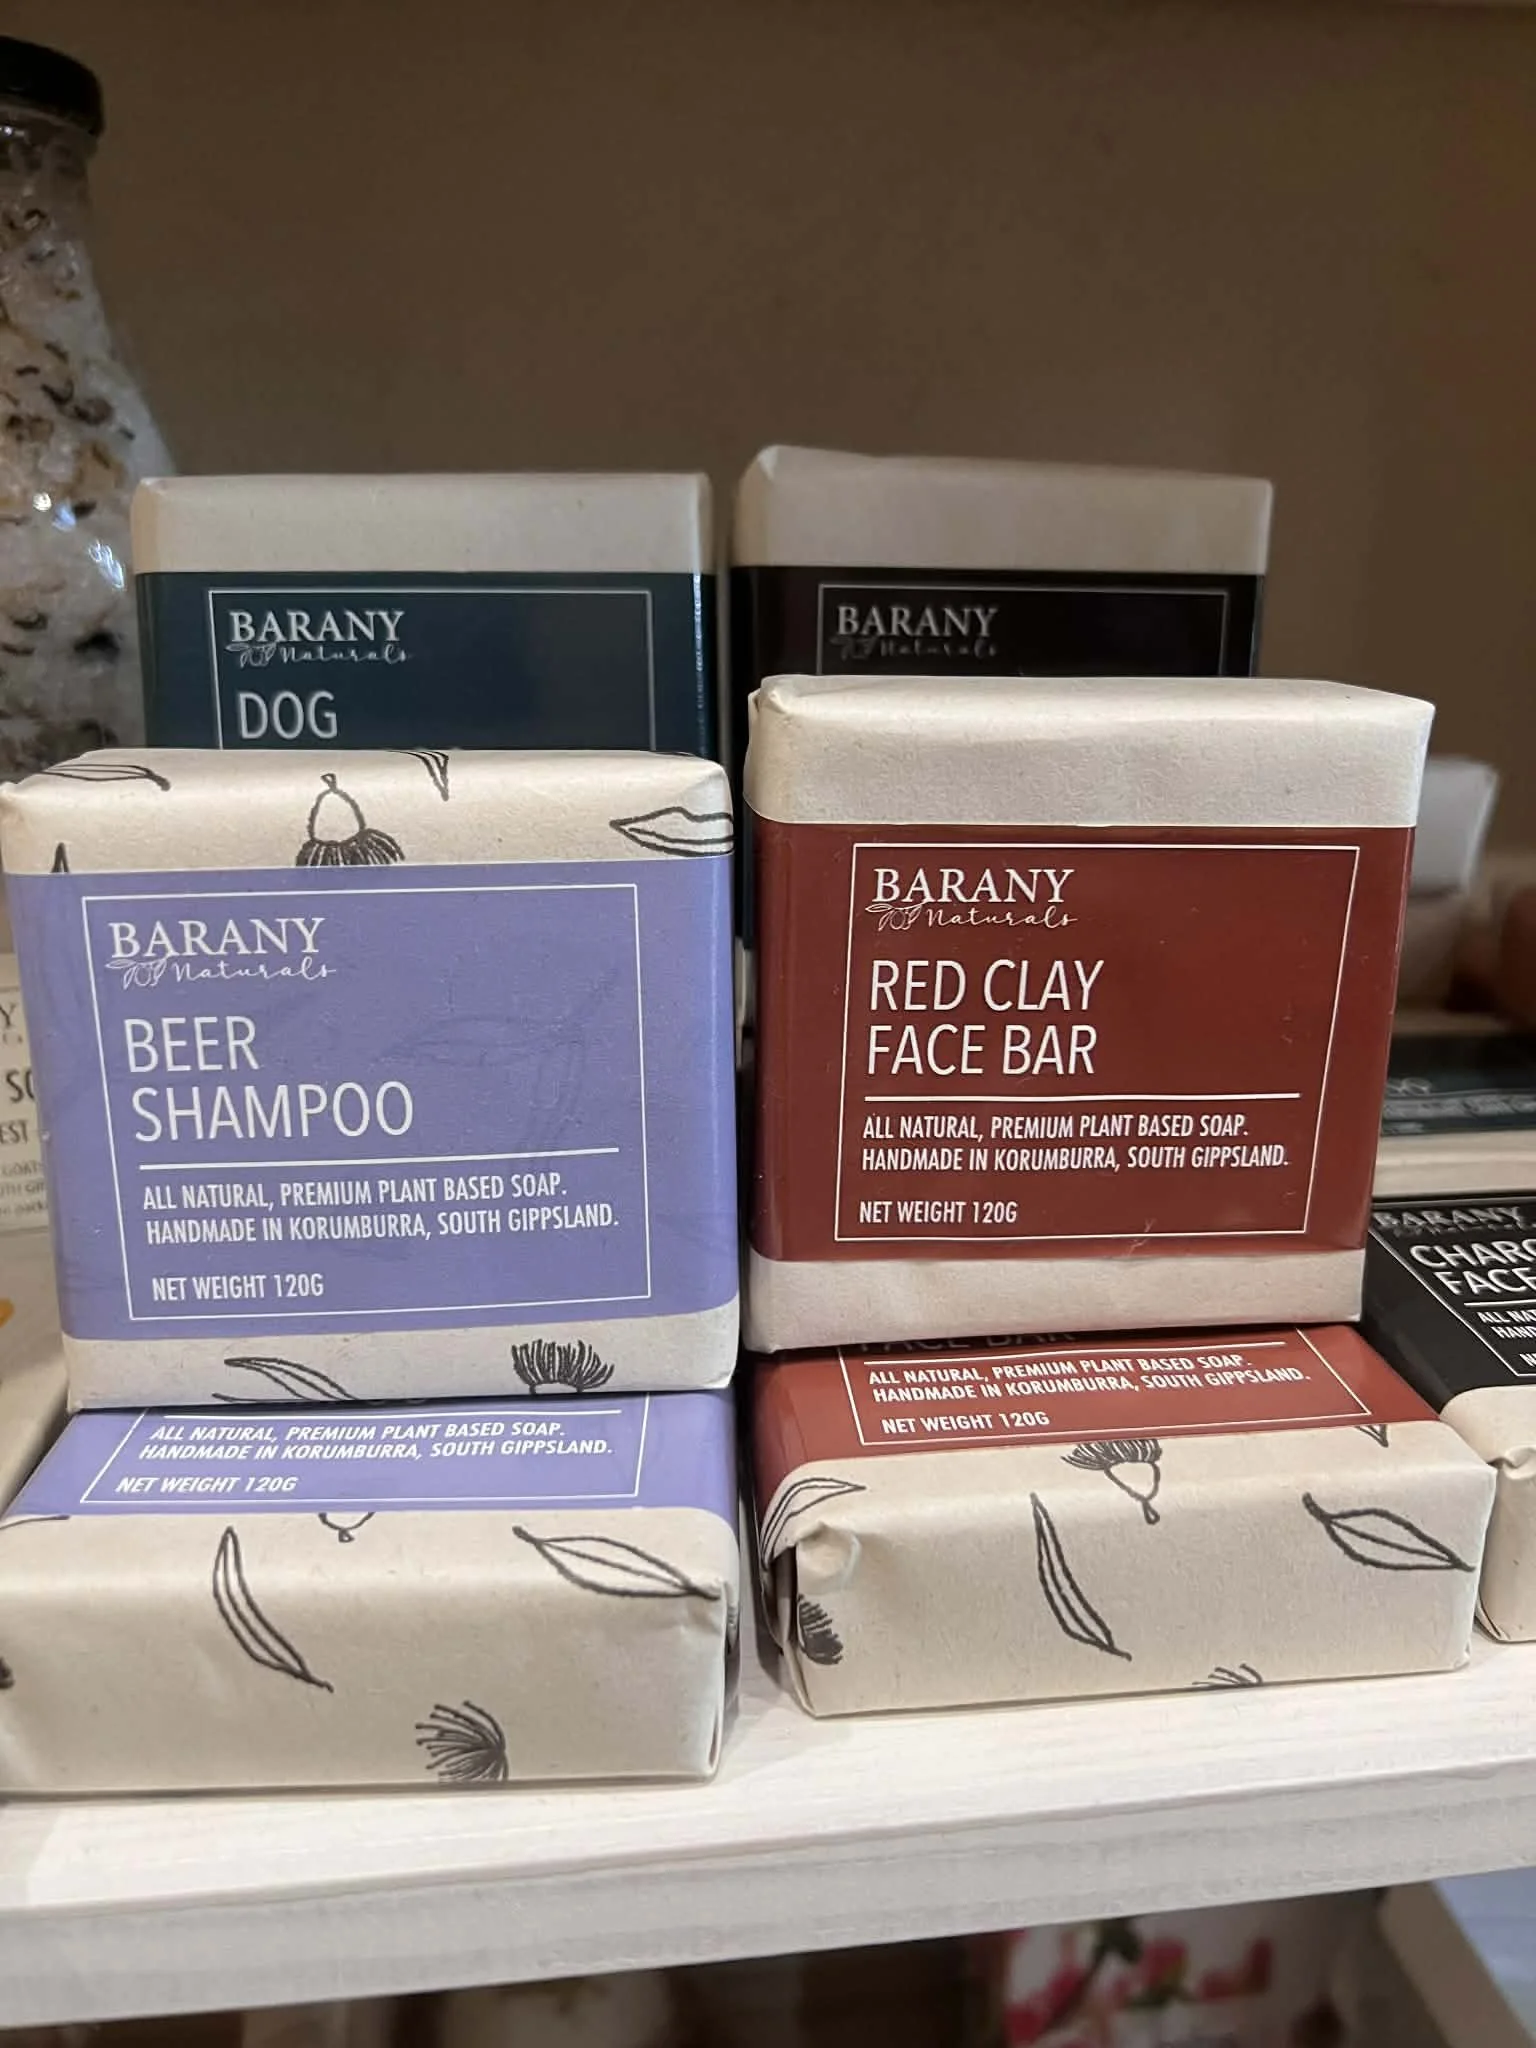 BARANY
Naturals
DOG
BARANY
Naturals
BARANY
Naturals
BEER
SHAMPOO
ALL NATURAL, PREMIUM PLANT BASED SOAP.
HANDMADE IN KORUMBURRA, SOUTH GIPPSLAND.
NET WEIGHT 120G
BARANY
Naturals
RED CLAY
FACE BAR
ALL NATURAL, PREMIUM PLANT BASED SOAP.
HANDMADE IN KORUMBURRA, SOUTH GIPPSLAND.
NET WEIGHT 120G
ALL NATURAL, PREMIUM PLANT BASED SOAP.
HANDMADE IN KORUMBURRA, SOUTH GIPPSLAND.
NET WEIGHT 120G
FACE BAR
ALL NATURAL, PREMIUM PLANT BASED SOAP.
HANDMADE IN KORUMBURRA, SOUTH GIPPSLAND.
NET WEIGHT 120G
BARANY
FACE